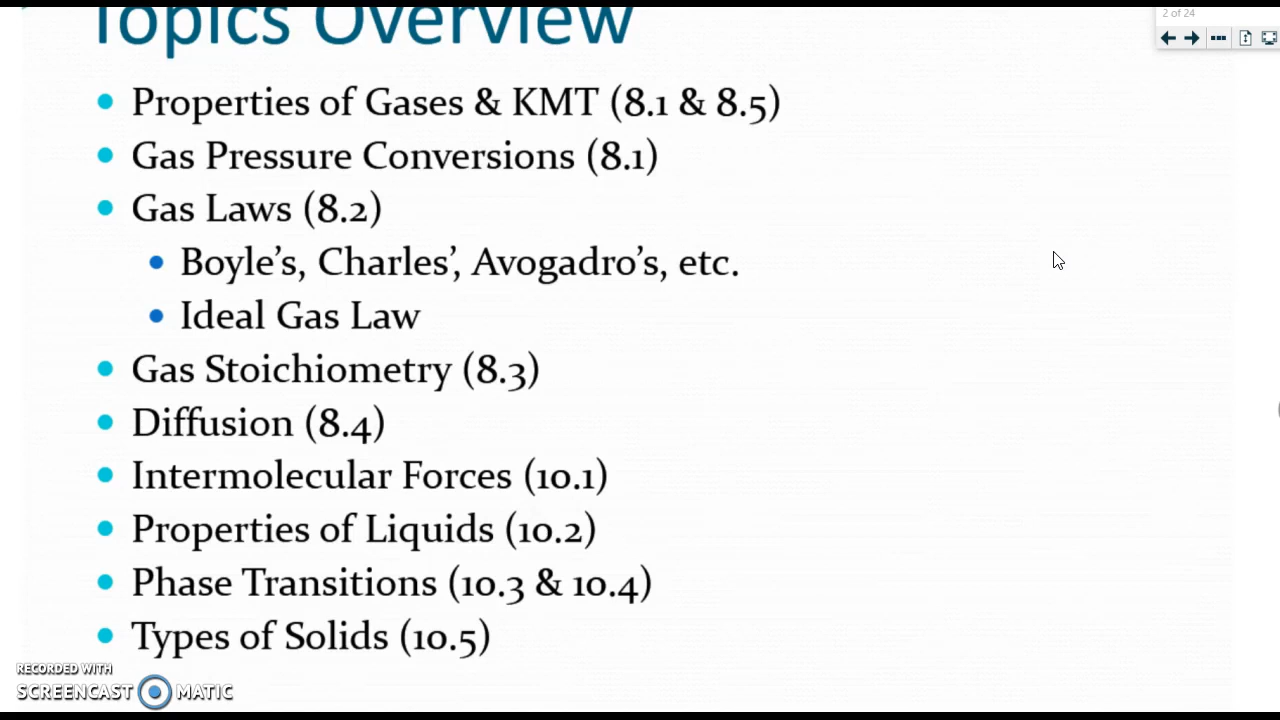 2 of 24
Topics Overview
Properties of Gases & KMT (8.1 & 8.5)
Gas Pressure Conversions (8.1)
Gas Laws (8.2)
Boyle's, Charles', Avogadro's, etc.
Ideal Gas Law
Gas Stoichiometry (8.3)
Diffusion (8.4)
Intermolecular Forces (10.1)
Properties of Liquids (10.2)
Phase Transitions (10.3 & 10.4)
Types of Solids (10.5)
RECORDED WITH
SCREENCAST MATIC